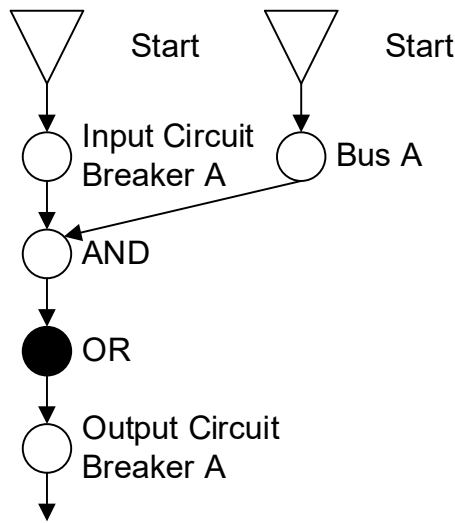 Start
Start
Input Circuit
Breaker A
Bus A
AND
OR
Output Circuit
Breaker A